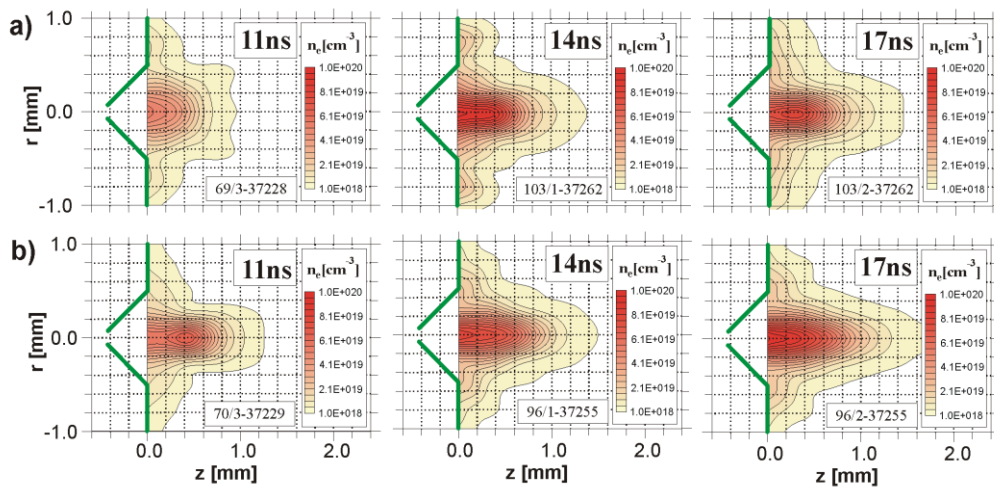 a)
r [mm]
1.0
0.0
-1.0
11ns
nₑ[cm⁻³]
1.0E+020
8.1E+019
6.1E+019
4.1E+019
2.1E+019
1.0E+018
69/3-37228
14ns
nₑ[cm⁻³]
1.0E+020
8.1E+019
6.1E+019
4.1E+019
2.1E+019
1.0E+018
103/1-37262
17ns
nₑ[cm⁻³]
1.0E+020
8.1E+019
6.1E+019
4.1E+019
2.1E+019
1.0E+018
103/2-37262
b)
r [mm]
1.0
0.0
-1.0
11ns
nₑ[cm⁻³]
1.0E+020
8.1E+019
6.1E+019
4.1E+019
2.1E+019
1.0E+018
70/3-37229
14ns
nₑ[cm⁻³]
1.0E+020
8.1E+019
6.1E+019
4.1E+019
2.1E+019
1.0E+018
96/1-37255
17ns
nₑ[cm⁻³]
1.0E+020
8.1E+019
6.1E+019
4.1E+019
2.1E+019
1.0E+018
96/2-37255
0.0 1.0 2.0
z [mm]
0.0 1.0 2.0
z [mm]
0.0 1.0 2.0
z [mm]